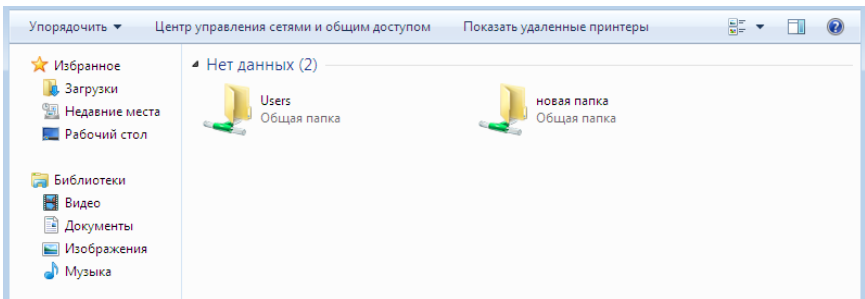 Упорядочить Центр управления сетями и общим доступом Показать удаленные принтеры
Избранное
Загрузки
Недавние места
Рабочий стол
Библиотеки
Видео
Документы
Изображения
Музыка
Нет данных (2)
Users
Общая папка
новая папка
Общая папка